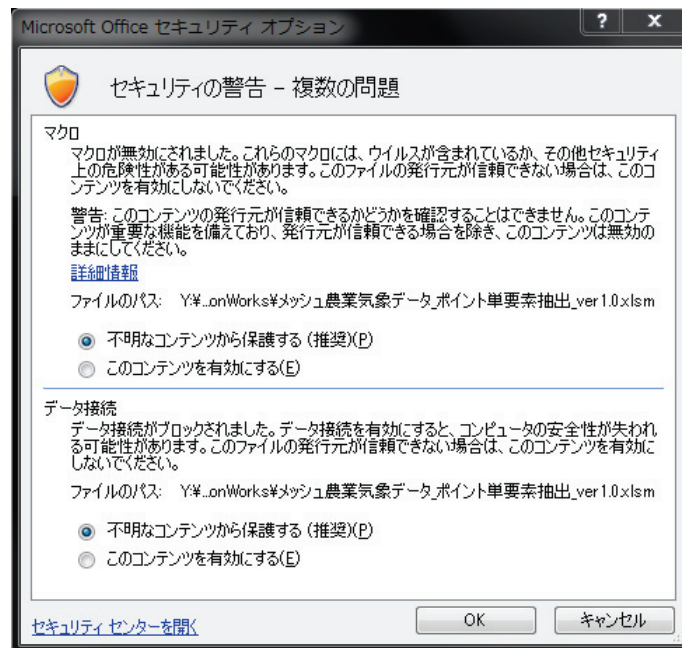 Microsoft Office セキュリティ オプション
? x
セキュリティの警告 – 複数の問題
マクロ
マクロが無効にされました。これらのマクロには、ウイルスが含まれているか、その他セキュリティ
上の危険性がある可能性があります。このファイルの発行元が信頼できない場合は、このコ
ンテンツを有効にしないでください。
警告: このコンテンツの発行元が信頼できるかどうかを確認することはできません。このコンテ
ンツが重要な機能を備えており、発行元が信頼できる場合を除き、このコンテンツは無効の
ままにしてください。
詳細情報
ファイルのパス: Y:¥...onWorks¥メッシュ農業気象データ_ポイント単要素抽出_ver1.0.xlsm
不明なコンテンツから保護する (推奨)(P)
このコンテンツを有効にする(E)
データ接続
データ接続がブロックされました。データ接続を有効にすると、コンピュータの安全性が失われ
る可能性があります。このファイルの発行元が信頼できない場合は、このコンテンツを有効に
しないでください。
ファイルのパス: Y:¥...onWorks¥メッシュ農業気象データ_ポイント単要素抽出_ver1.0.xlsm
不明なコンテンツから保護する (推奨)(P)
このコンテンツを有効にする(E)
セキュリティ センターを開く
OK
キャンセル